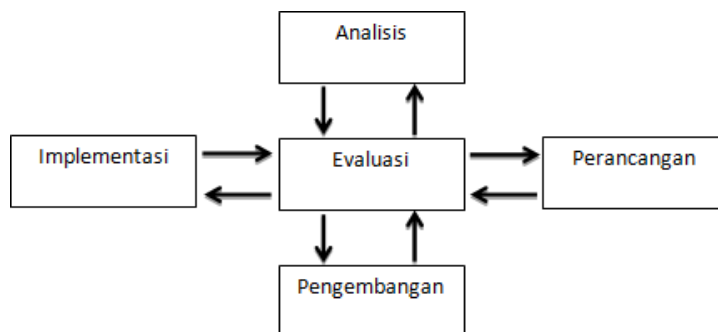 Analisis
Implementasi
Evaluasi
Perancangan
Pengembangan